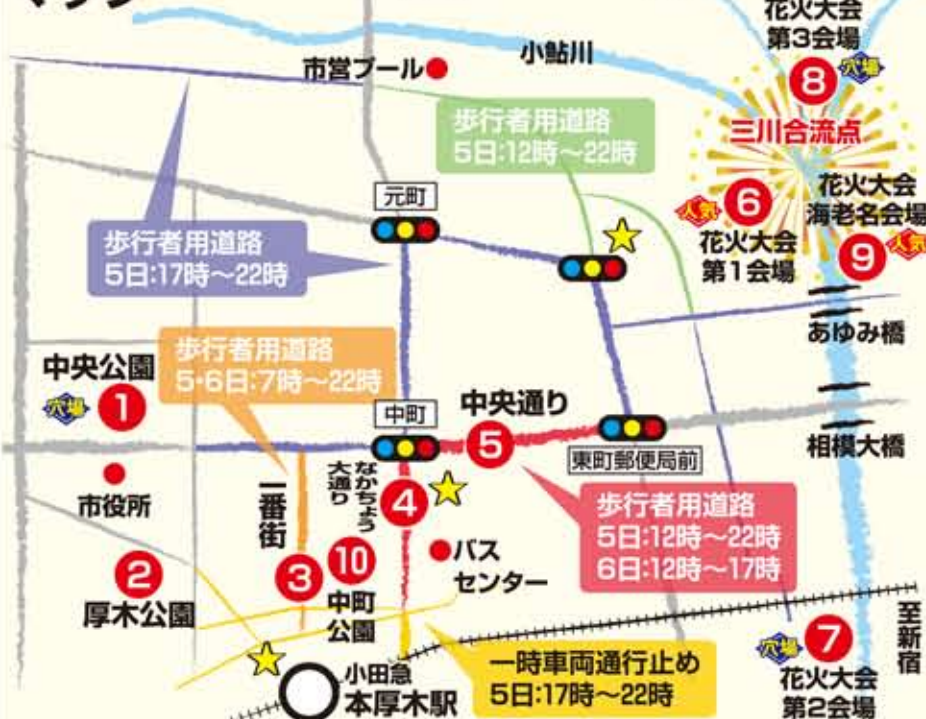 花火大会
第3会場
8
穴場
小鮎川
市営プール
三川合流点
歩行者用道路
5日:12時～22時
元町
人気
6
花火大会
第1会場
花火大会
海老名会場
9
人気
歩行者用道路
5日:17時～22時
あゆみ橋
中央公園
穴場
1
歩行者用道路
5・6日:7時～22時
中町
中央通り
5
東町郵便局前
相模大橋
市役所
一番街
なかちょう
大通り
4
歩行者用道路
5日:12時～22時
6日:12時～17時
2
厚木公園
3
10
中町
公園
バス
センター
至新宿
穴場
7
花火大会
第2会場
一時車両通行止め
5日:17時～22時
小田急
本厚木駅